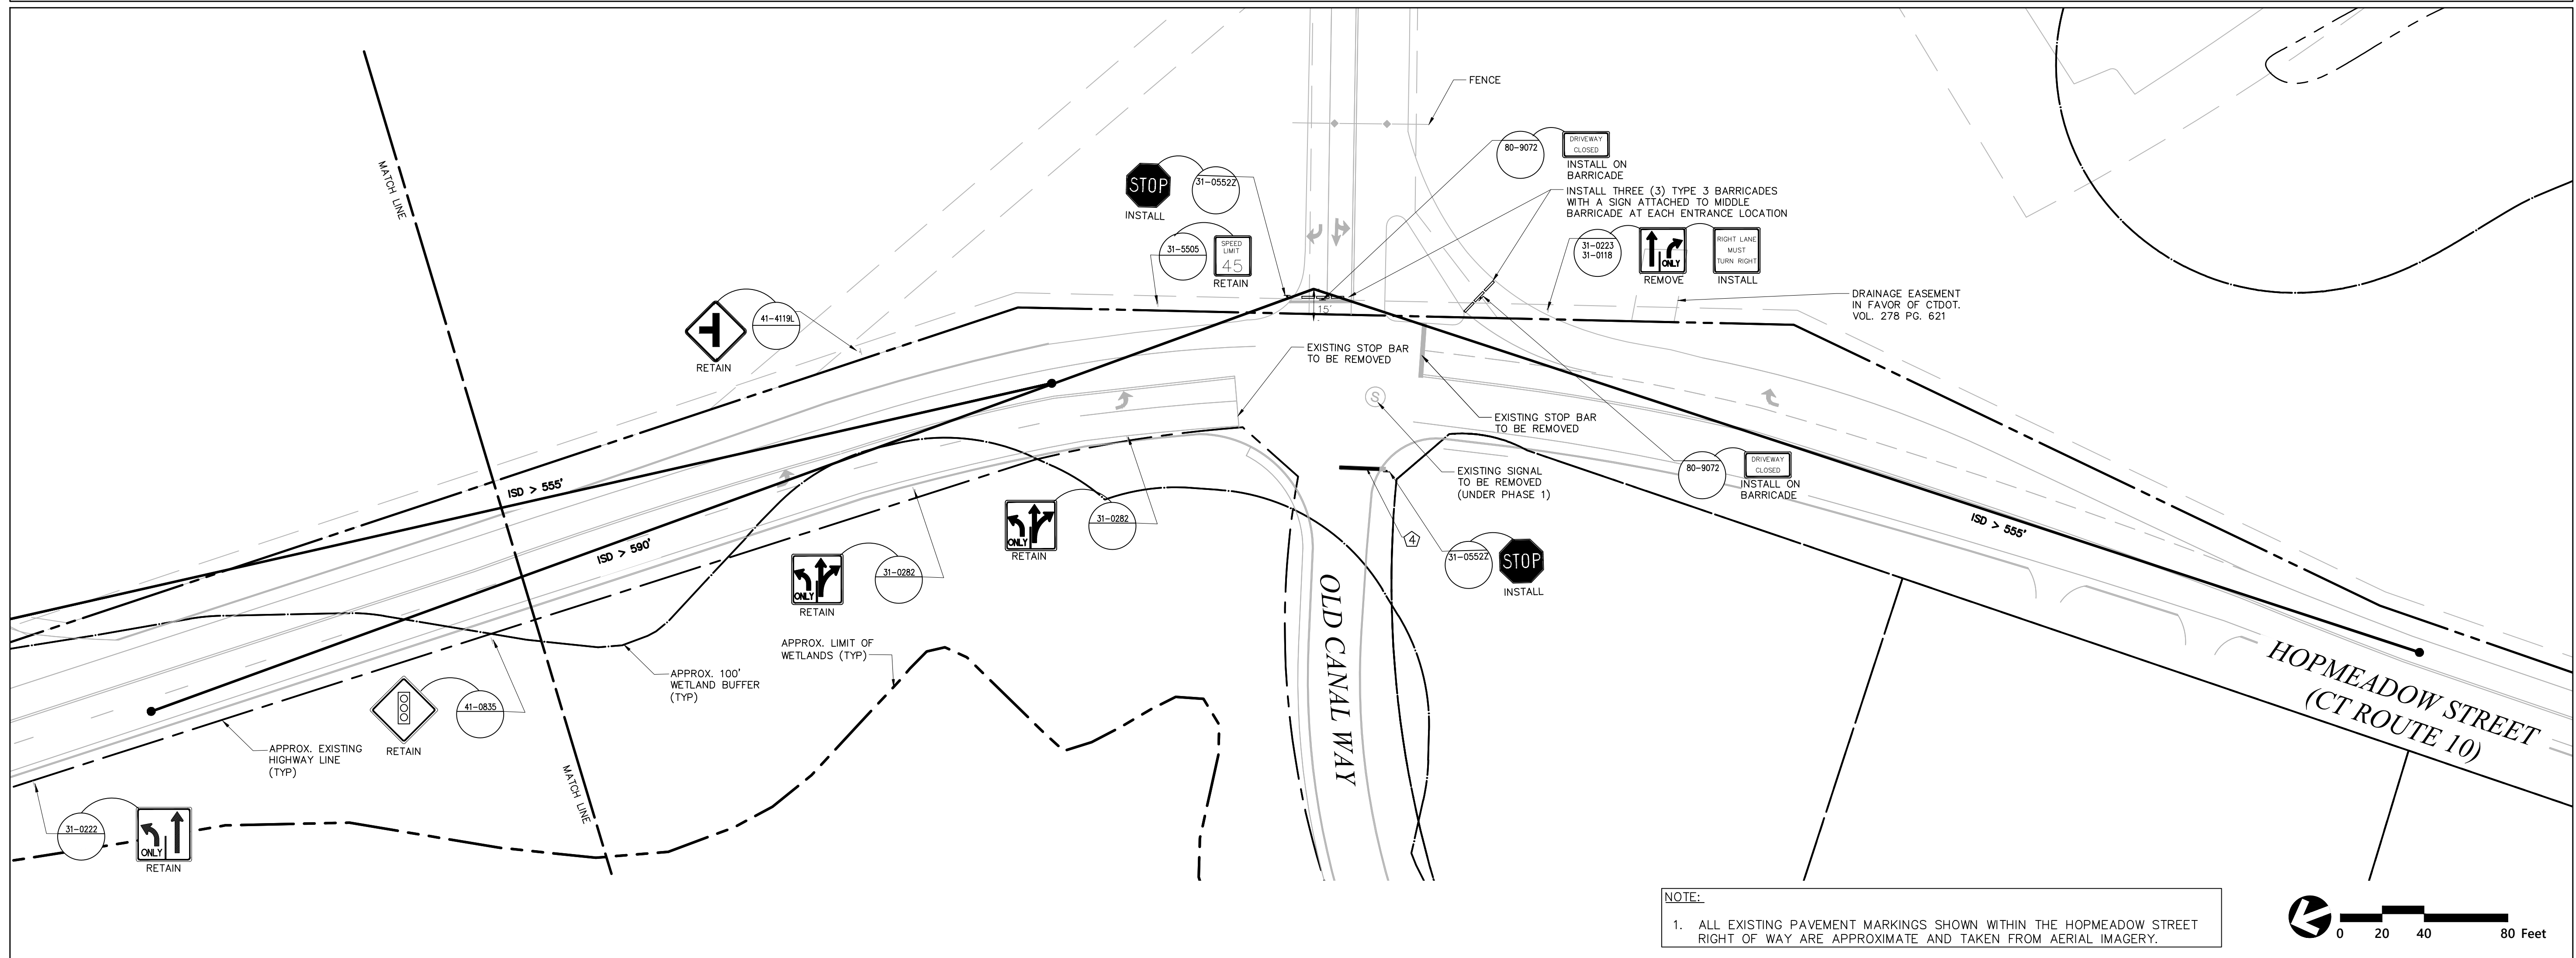 FENCE
80-9072
DRIVEWAY
CLOSED
INSTALL ON
BARRICADE
STOP
INSTALL
31-0552Z
INSTALL THREE (3) TYPE 3 BARRICADES
WITH A SIGN ATTACHED TO MIDDLE
BARRICADE AT EACH ENTRANCE LOCATION
MATCH LINE
31-5505
SPEED
LIMIT
45
RETAIN
31-0223
31-0118
ONLY
REMOVE
RIGHT LANE
MUST
TURN RIGHT
INSTALL
DRAINAGE EASEMENT
IN FAVOR OF CTDOT.
VOL. 278 PG. 621
41-4119L
RETAIN
15'
EXISTING STOP BAR
TO BE REMOVED
S
EXISTING STOP BAR
TO BE REMOVED
EXISTING SIGNAL
TO BE REMOVED
(UNDER PHASE 1)
80-9072
DRIVEWAY
CLOSED
INSTALL ON
BARRICADE
ISD > 555'
ISD > 590'
ISD > 555'
ONLY
RETAIN
31-0282
ONLY
RETAIN
31-0282
4
31-0552Z
STOP
INSTALL
OLD CANAL WAY
APPROX. LIMIT OF
WETLANDS (TYP)
APPROX. 100'
WETLAND BUFFER
(TYP)
41-0835
RETAIN
APPROX. EXISTING
HIGHWAY LINE
(TYP)
HOPMEADOW STREET
(CT ROUTE 10)
MATCH LINE
31-0222
ONLY
RETAIN
NOTE:
1. ALL EXISTING PAVEMENT MARKINGS SHOWN WITHIN THE HOPMEADOW STREET
RIGHT OF WAY ARE APPROXIMATE AND TAKEN FROM AERIAL IMAGERY.
0 20 40 80 Feet